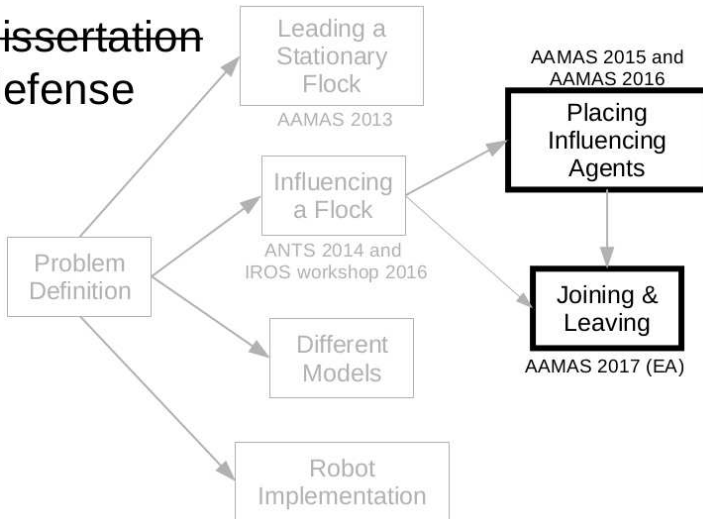 issertation
efense
Leading a
Stationary
Flock
AAMAS 2013
AAMAS 2015 and
AAMAS 2016
Placing
Influencing
Agents
Influencing
a Flock
ANTS 2014 and
IROS workshop 2016
Problem
Definition
Joining &
Leaving
AAMAS 2017 (EA)
Different
Models
Robot
Implementation